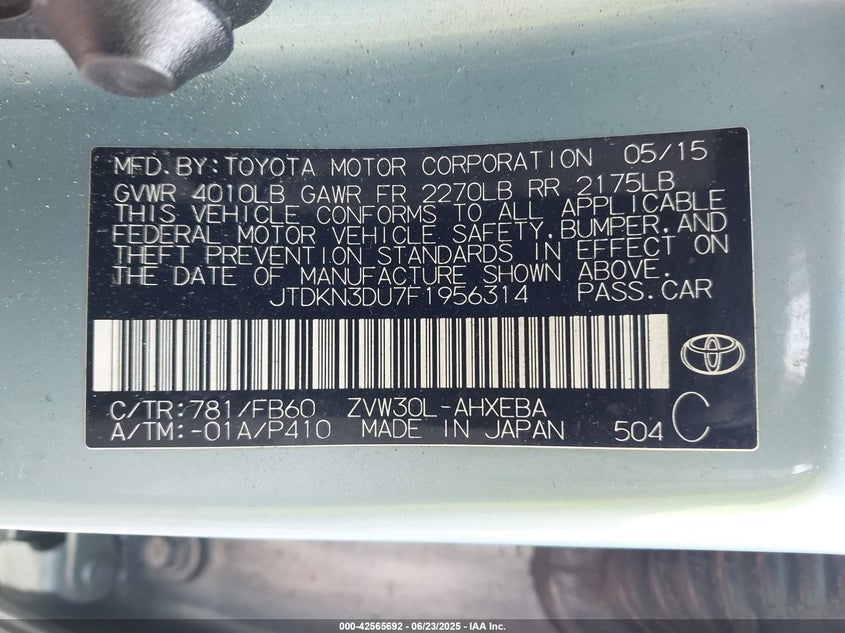 MFD.BY:TOYOTA MOTOR CORPORATION 05/15
GVWR 4010LB GAWR FR 2270LB RR 2175LB
THIS VEHICLE CONFORMS TO ALL APPLICABLE
FEDERAL MOTOR VEHICLE SAFETY,BUMPER,AND
THEFT PREVENTION STANDARDS IN EFFECT ON
THE DATE OF MANUFACTURE SHOWN ABOVE.
JTDKN3DU7F1956314 PASS.CAR
C/TR:781/FB60 ZVW30L-AHXEBA
A/TM:-01A/P410 MADE IN JAPAN 504 C
000-42565692 - 06/23/2025 - IAA Inc.